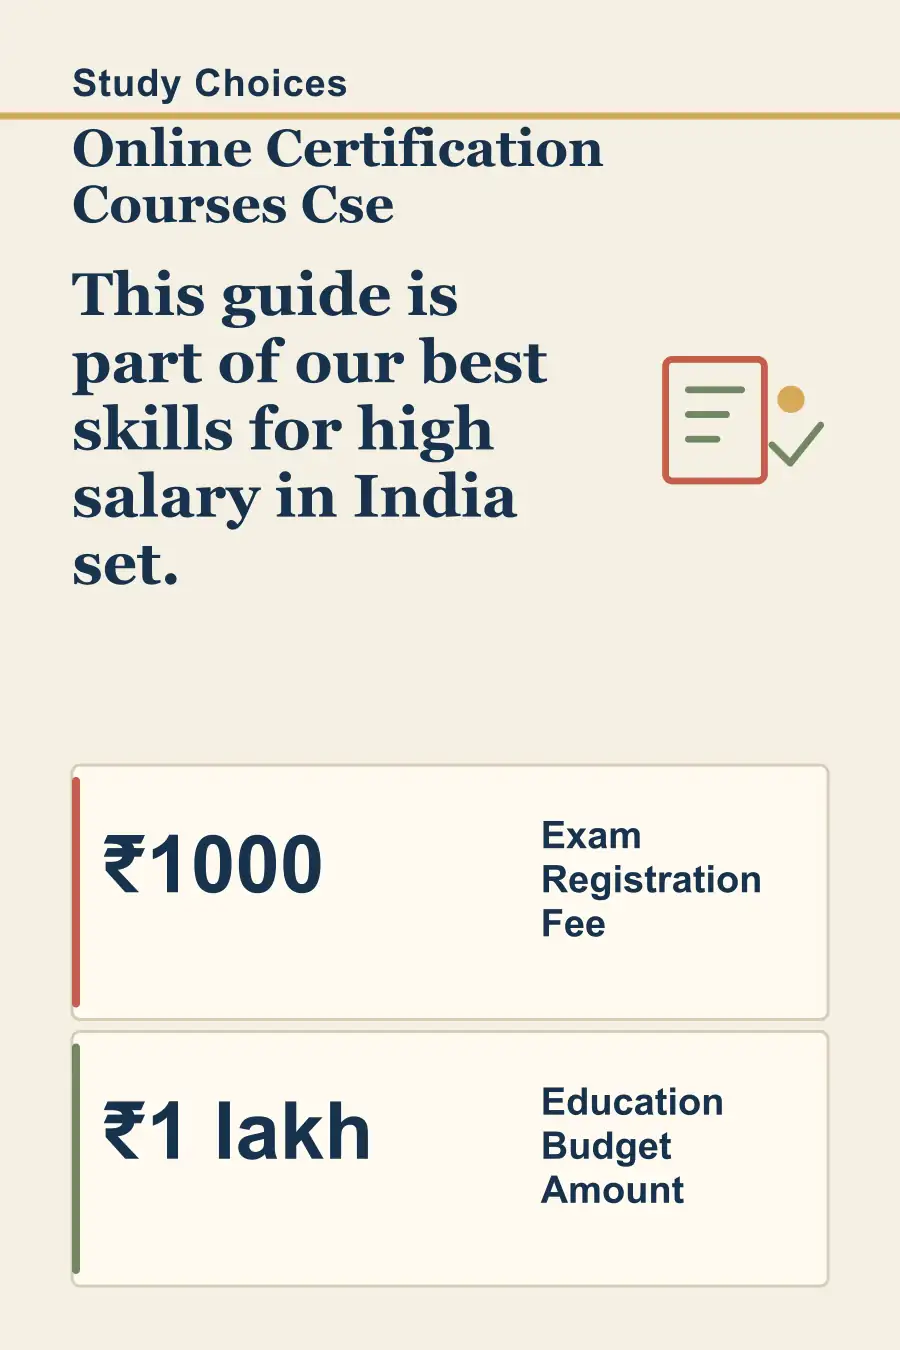 Study Choices
Online Certification
Courses Cse
This guide is
part of our best
skills for high
salary in India
set.
₹1000
Exam
Registration
Fee
₹1 lakh
Education
Budget
Amount